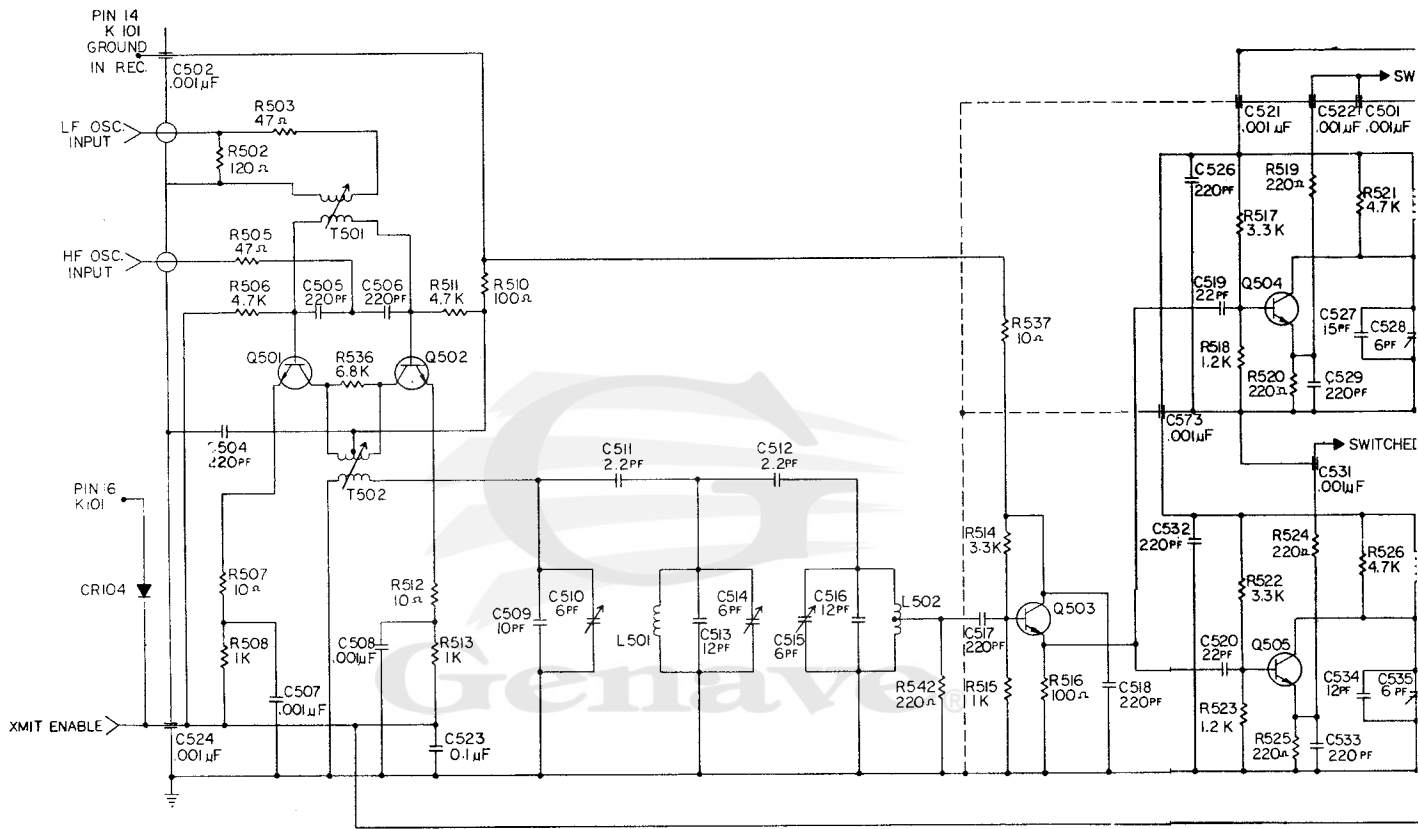 PIN 14
K 101
GROUND
IN REC.
C502
.001µF
R503
47Ω
LF OSC.
INPUT
R502
120Ω
T501
R505
47Ω
HF OSC.
INPUT
R506
4.7K
C505
220PF
C506
220PF
R511
4.7K
R510
100Ω
Q501
R536
6.8K
Q502
C504
220PF
T502
PIN 16
K101
CR104
R507
10Ω
R508
1K
C507
.001µF
C508
.001µF
R512
10Ω
R513
1K
XMIT ENABLE
C524
.001µF
C523
0.1µF
C511
2.2PF
C512
2.2PF
C509
10PF
C510
6PF
L501
C513
12PF
C514
6PF
C515
6PF
C516
12PF
L502
R542
220Ω
C517
220PF
R537
10Ω
R514
3.3K
R515
1K
Q503
R516
100Ω
C518
220PF
SW
C521
.001µF
C522
.001µF
C501
.001µF
C526
220PF
R519
220Ω
R521
4.7K
R517
3.3K
C519
22PF
Q504
C527
15PF
C528
6PF
R518
1.2K
R520
220Ω
C529
220PF
C573
.001µF
SWITCHED
C531
.001µF
C532
220PF
R524
220Ω
R526
4.7K
R522
3.3K
C520
22PF
Q505
C534
12PF
C535
6PF
R523
1.2K
R525
220Ω
C533
220PF
Genave®